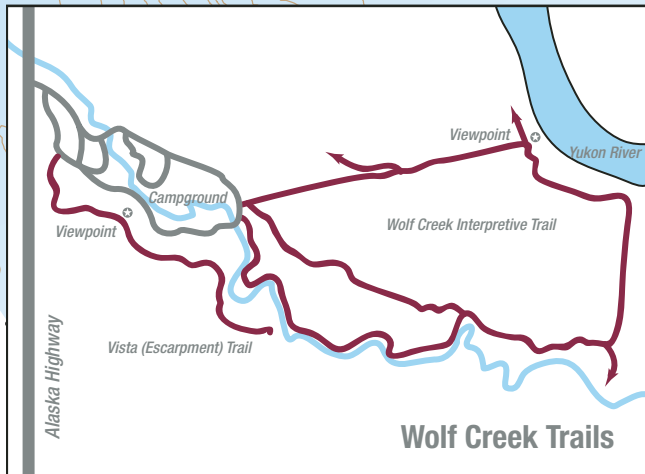 Viewpoint
Yukon River
Campground
Wolf Creek Interpretive Trail
Viewpoint
Vista (Escarpment) Trail
Alaska Highway
Wolf Creek Trails